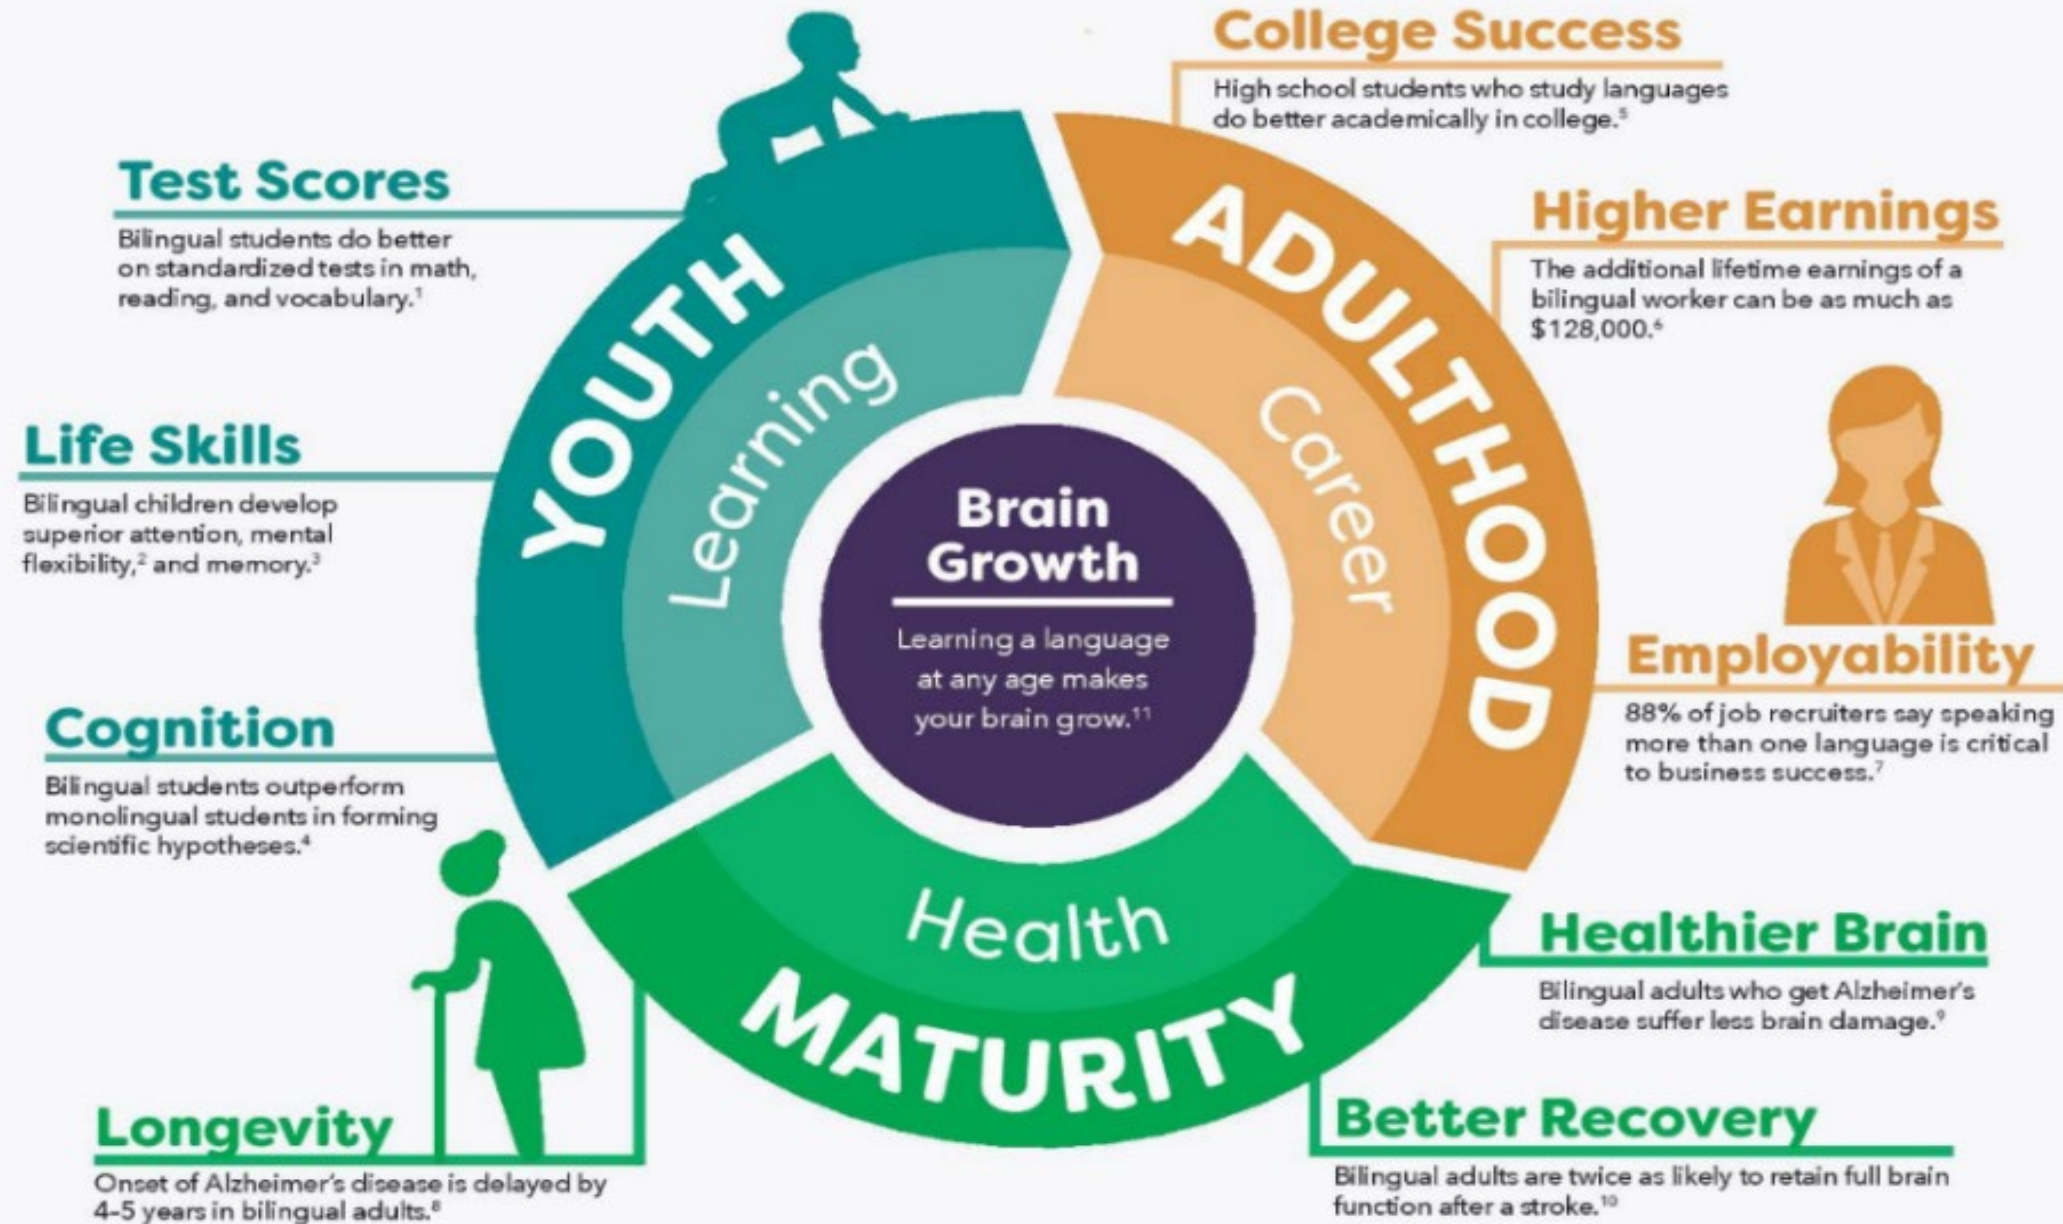 Test Scores
Bilingual students do better
on standardized tests in math,
reading, and vocabulary.¹
Life Skills
Bilingual children develop
superior attention, mental
flexibility,² and memory.³
Cognition
Bilingual students outperform
monolingual students in forming
scientific hypotheses.⁴
YOUTH
Learning
College Success
High school students who study languages
do better academically in college.⁵
Higher Earnings
The additional lifetime earnings of a
bilingual worker can be as much as
$128,000.⁶
Employability
88% of job recruiters say speaking
more than one language is critical
to business success.⁷
ADULTHOOD
Career
Brain
Growth
Learning a language
at any age makes
your brain grow.¹¹
Health
MATURITY
Longevity
Onset of Alzheimer's disease is delayed by
4-5 years in bilingual adults.⁸
Healthier Brain
Bilingual adults who get Alzheimer's
disease suffer less brain damage.⁹
Better Recovery
Bilingual adults are twice as likely to retain full brain
function after a stroke.¹⁰